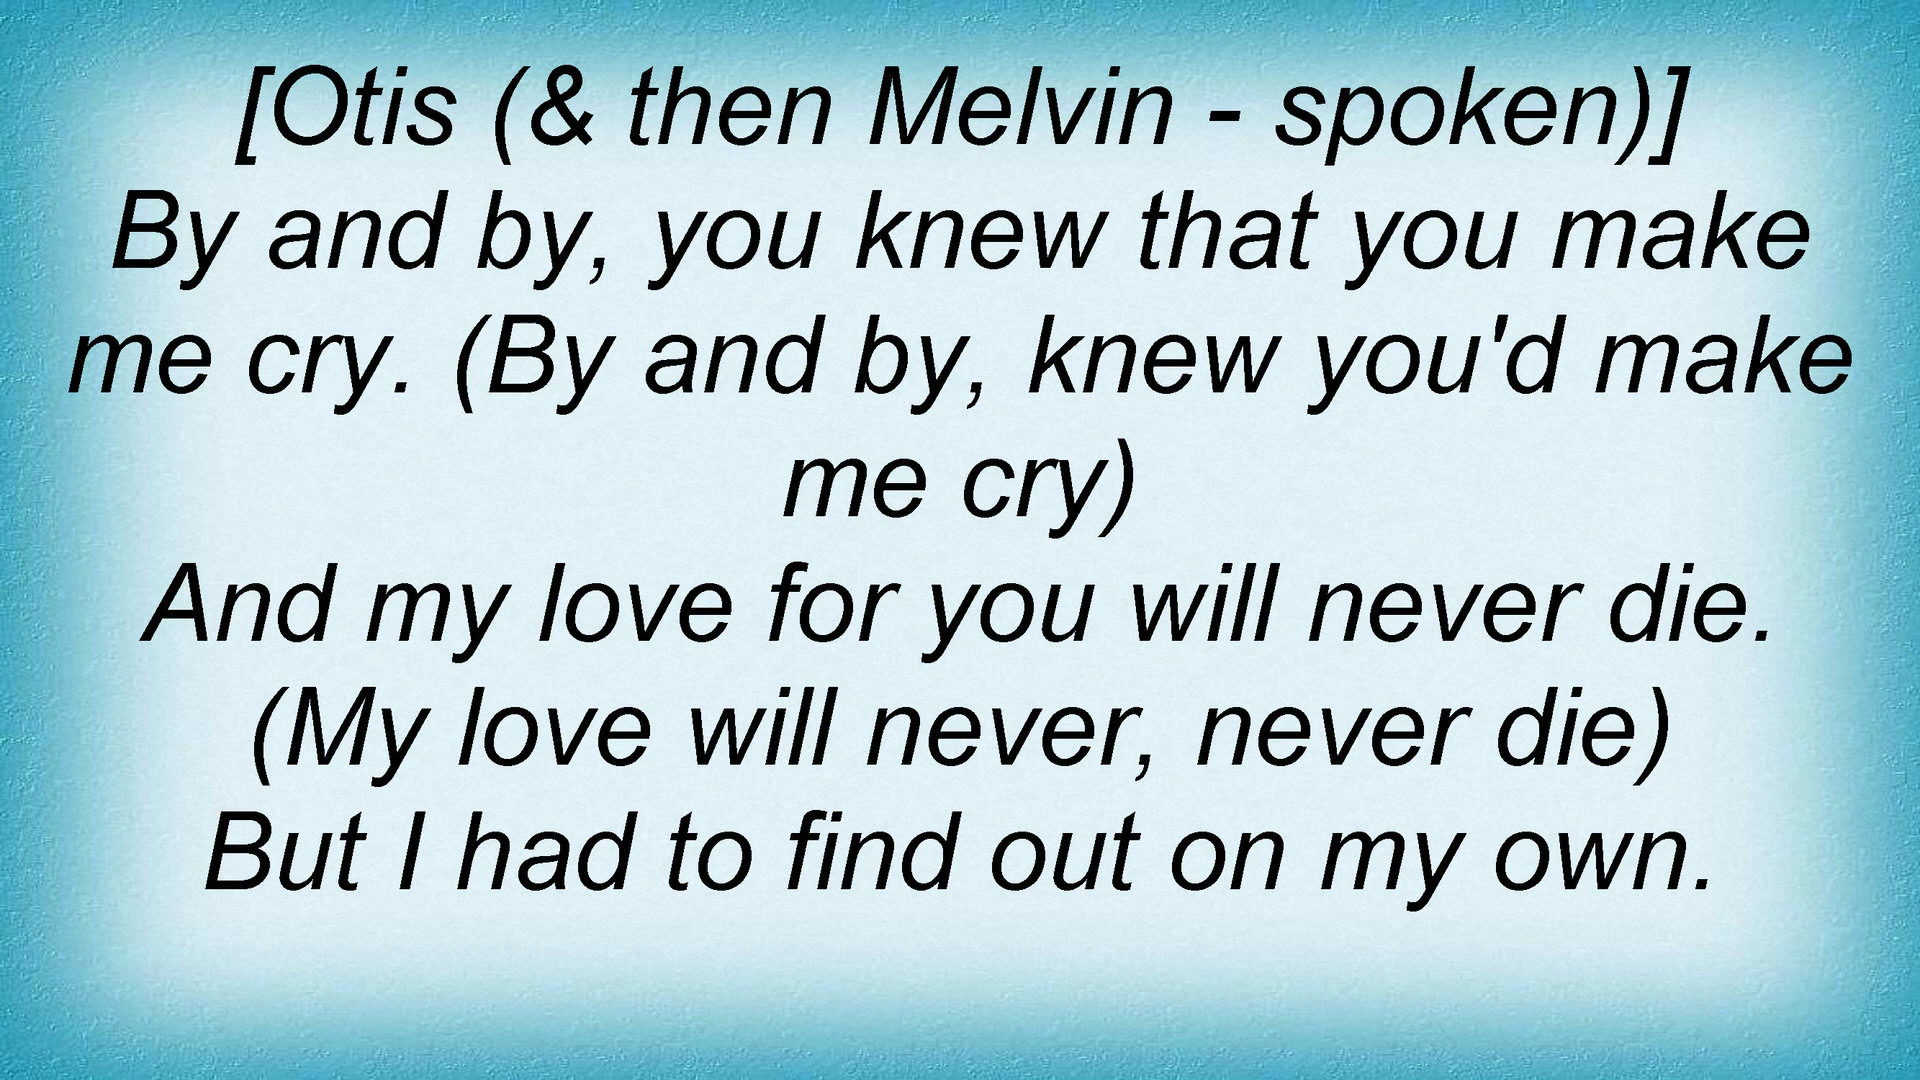 [Otis (& then Melvin - spoken)]
By and by, you knew that you make
me cry. (By and by, knew you'd make
me cry)
And my love for you will never die.
(My love will never, never die)
But I had to find out on my own.